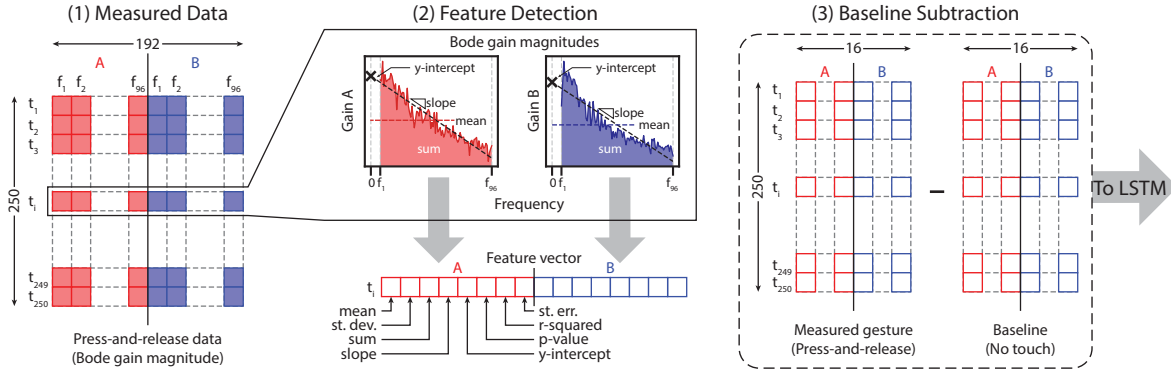 (1) Measured Data
192
A B
f1 f2 f96 f1 f2 f96
t1
t2
t3
250
ti
t249
t250
Press-and-release data
(Bode gain magnitude)
(2) Feature Detection
Bode gain magnitudes
Gain A
y-intercept
slope
mean
sum
0 f1 f96
Gain B
y-intercept
slope
mean
sum
0 f1 f96
Frequency
Feature vector
A B
ti
mean
st. dev.
sum
slope
st. err.
r-squared
p-value
y-intercept
(3) Baseline Subtraction
16
A B
t1
t2
t3
250
ti
t249
t250
Measured gesture
(Press-and-release)
–
16
A B
Baseline
(No touch)
To LSTM